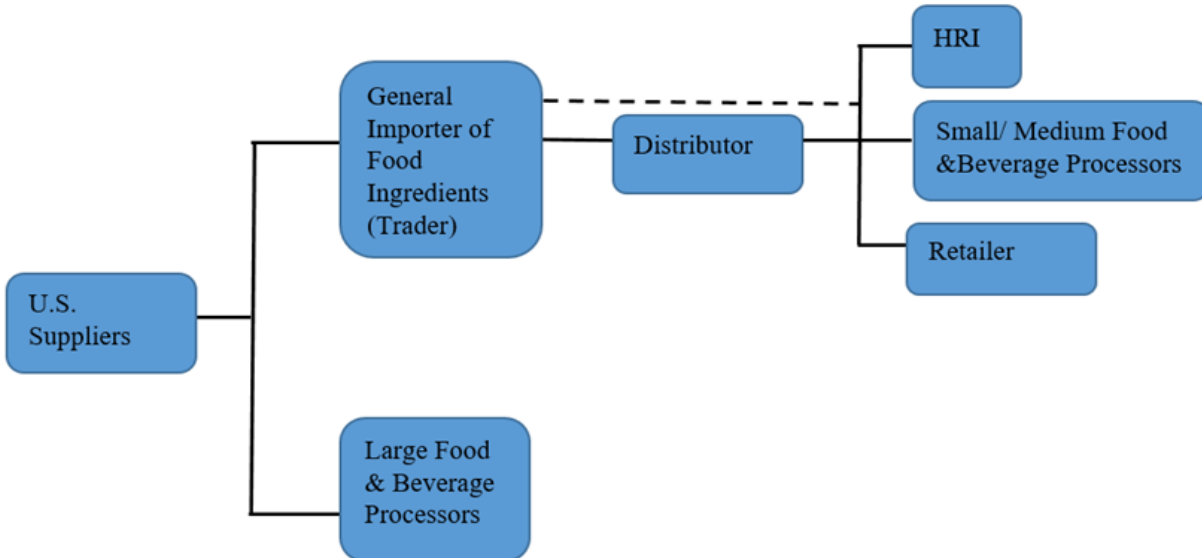 HRI
General
Importer of
Food
Ingredients
(Trader)
Distributor
Small/ Medium Food
&Beverage Processors
Retailer
U.S.
Suppliers
Large Food
& Beverage
Processors